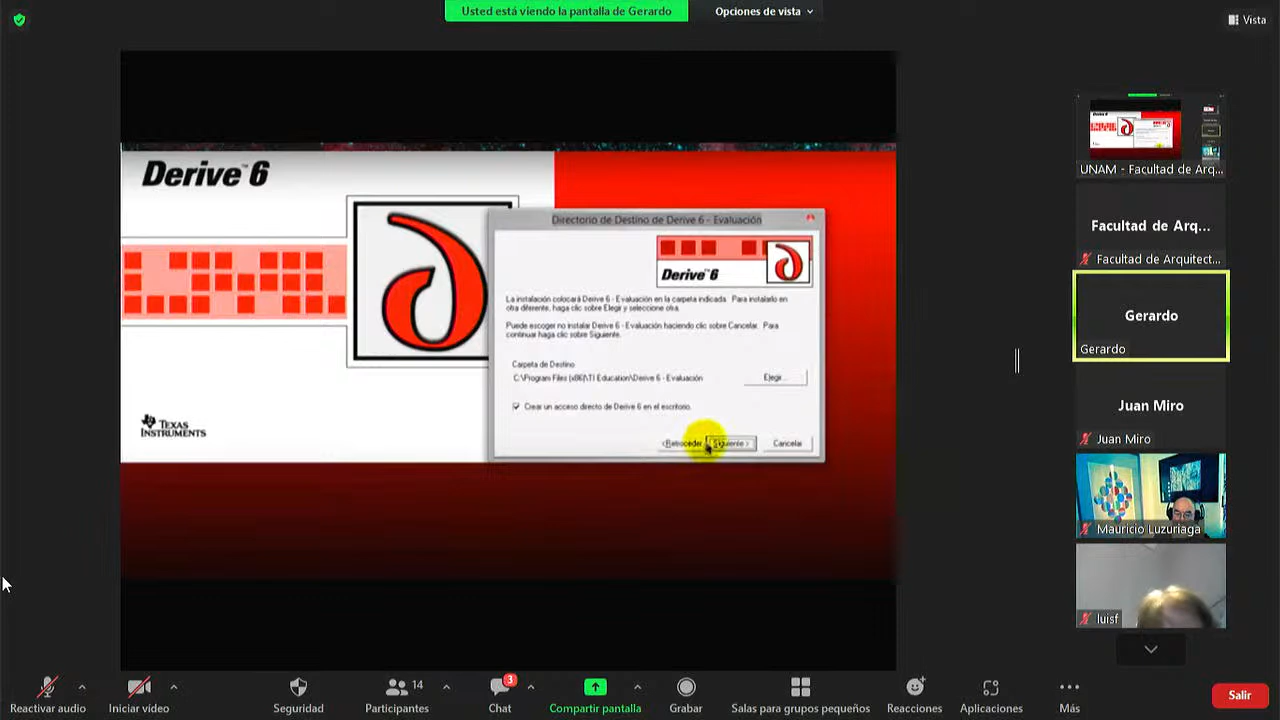 Usted está viendo la pantalla de Gerardo
Opciones de vista
Vista
Derive™ 6
TEXAS
INSTRUMENTS
Directorio de Destino de Derive 6 - Evaluación
Derive™ 6
La instalación colocará Derive 6 - Evaluación en la carpeta indicada. Para instalarlo en
otra diferente, haga clic sobre Elegir y seleccione otra.
Puede escoger no instalar Derive 6 - Evaluación haciendo clic sobre Cancelar. Para
continuar haga clic sobre Siguiente.
Carpeta de Destino
C:\Program Files (x86)\TI Education\Derive 6 - Evaluación
Elegir...
Crear un acceso directo de Derive 6 en el escritorio.
<Retroceder
Siguiente >
Cancelar
UNAM - Facultad de Arq...
Facultad de Arq...
Facultad de Arquitect...
Gerardo
Gerardo
Juan Miro
Juan Miro
Mauricio Luzuriaga
luisf
Reactivar audio
Iniciar vídeo
Seguridad
14
Participantes
3
Chat
Compartir pantalla
Grabar
Salas para grupos pequeños
Reacciones
Aplicaciones
Más
Salir